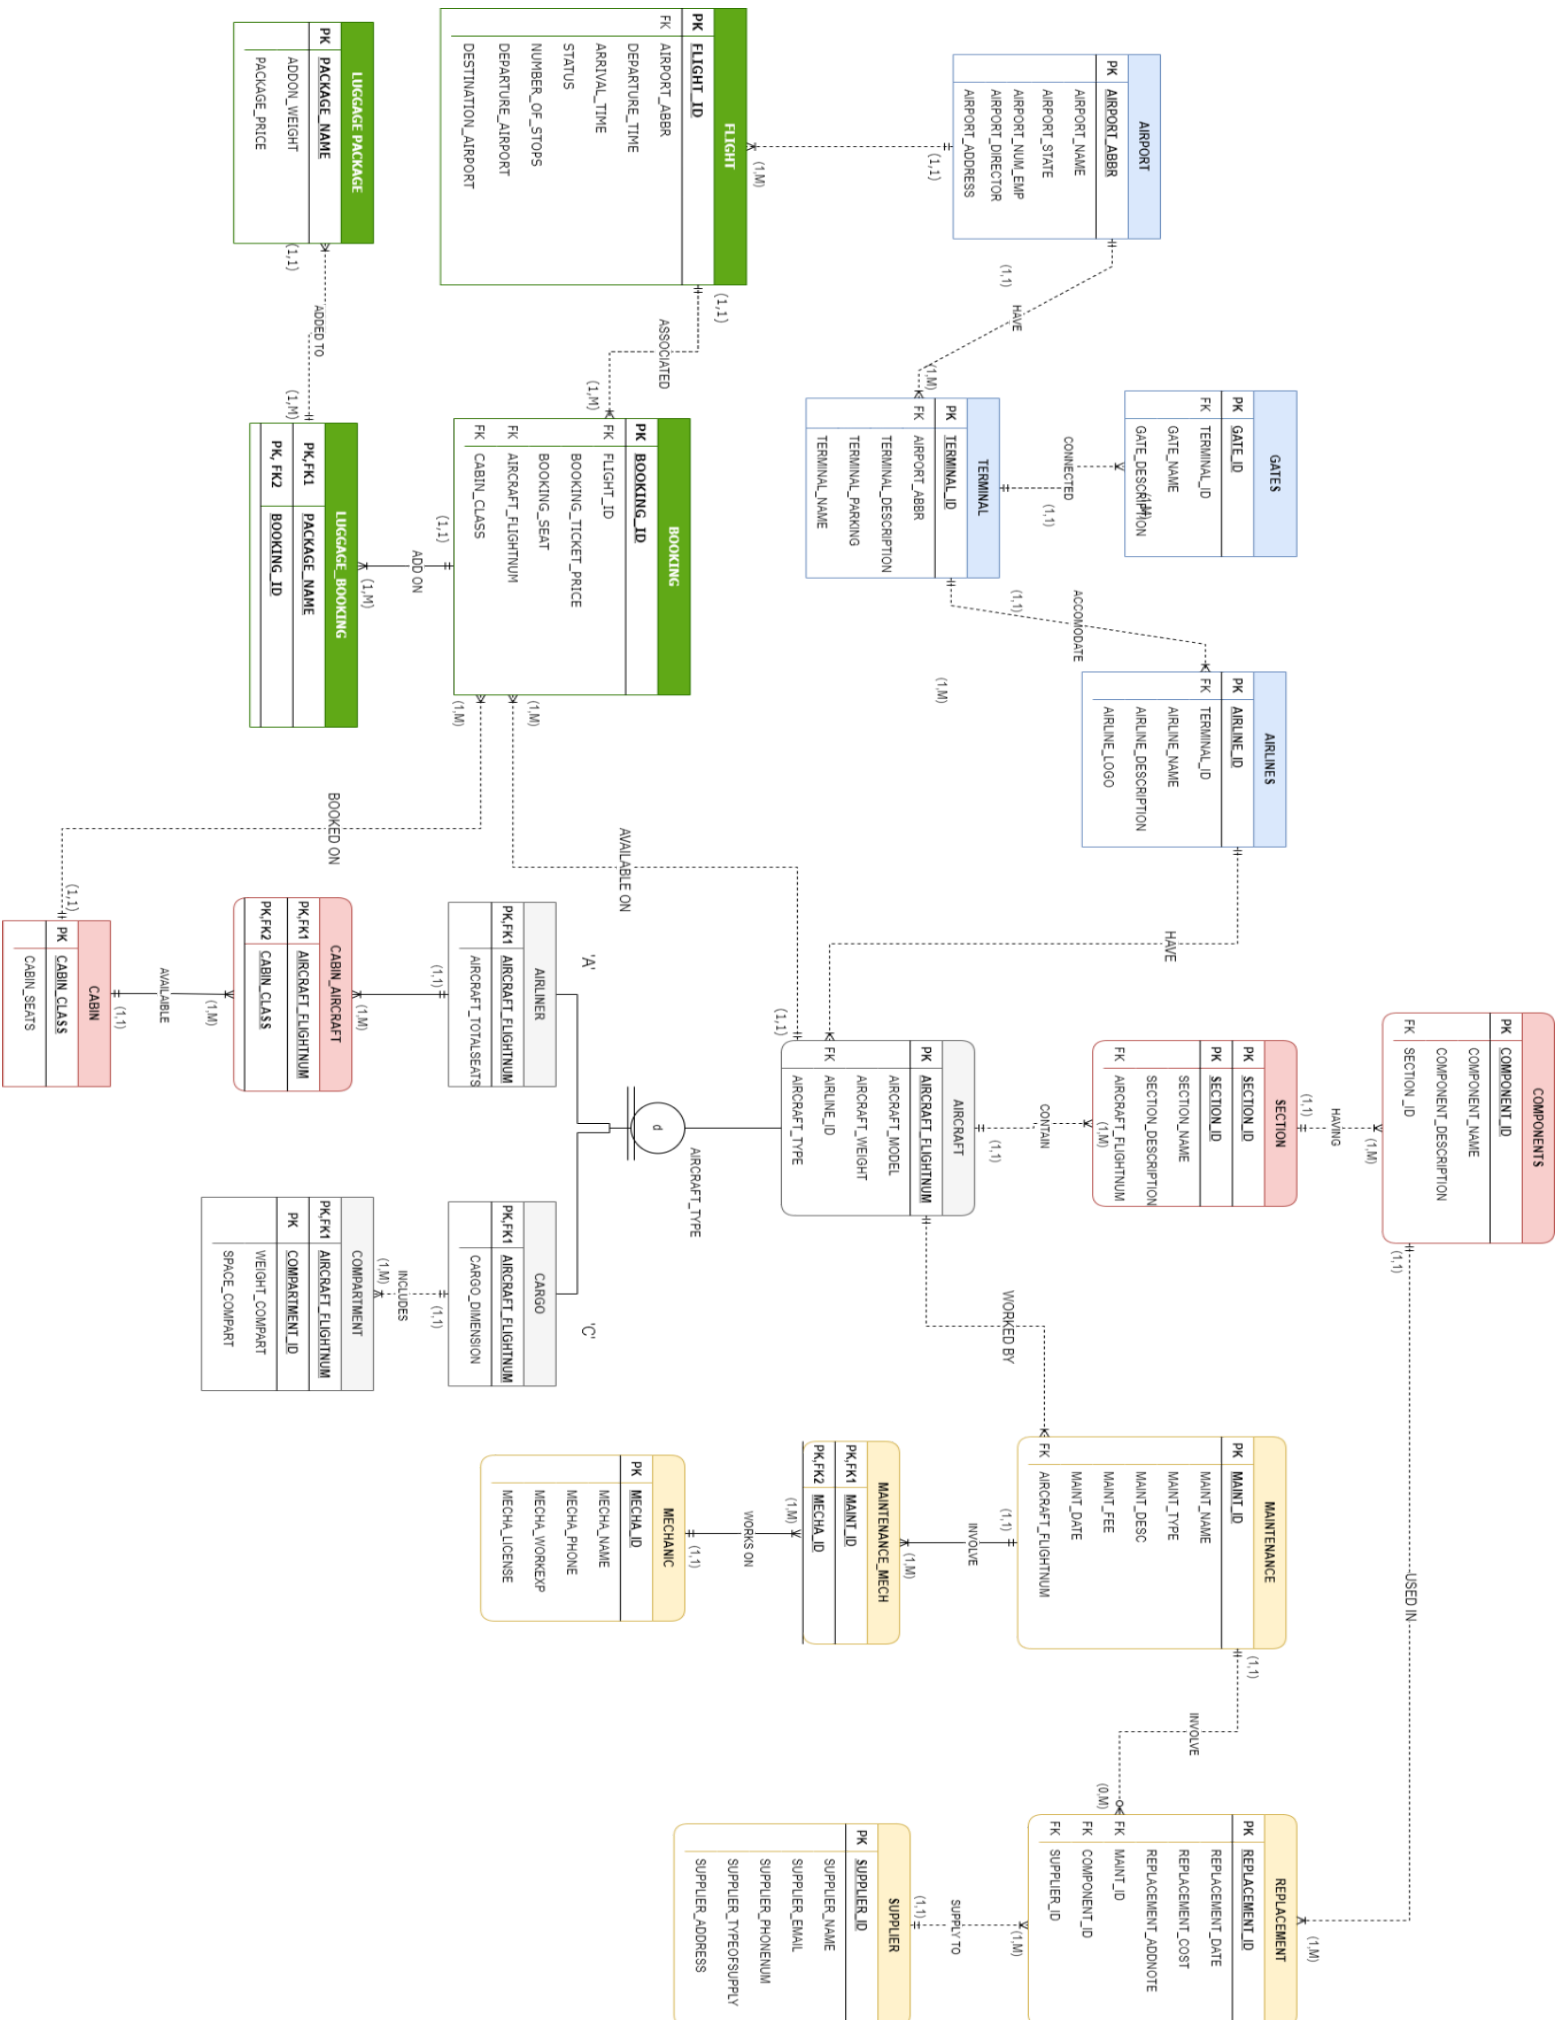 COMPONENTS
PK COMPONENT_ID
COMPONENT_NAME
COMPONENT_DESCRIPTION
FK SECTION_ID
(1,1)
(1,M)
HAVING
(1,1)
USED IN
(1,M)
GATES
PK GATE_ID
FK TERMINAL_ID
GATE_NAME
GATE_DESCRIPTION
CONNECTED
(1,1)
AIRLINES
PK AIRLINE_ID
FK TERMINAL_ID
AIRLINE_NAME
AIRLINE_DESCRIPTION
AIRLINE_LOGO
HAVE
SECTION
PK SECTION_ID
PK SECTION_ID
SECTION_NAME
SECTION_DESCRIPTION
FK AIRCRAFT_FLIGHTNUM
(1,M)
CONTAIN
(1,1)
MAINTENANCE
PK MAINT_ID
MAINT_NAME
MAINT_TYPE
MAINT_DESC
MAINT_FEE
MAINT_DATE
FK AIRCRAFT_FLIGHTNUM
(1,1)
INVOLVE
(0,M)
REPLACEMENT
PK REPLACEMENT_ID
REPLACEMENT_DATE
REPLACEMENT_COST
REPLACEMENT_ADDNOTE
FK MAINT_ID
FK COMPONENT_ID
FK SUPPLIER_ID
(1,M)
SUPPLY TO
(1,1)
AIRPORT
PK AIRPORT_ABBR
AIRPORT_NAME
AIRPORT_STATE
AIRPORT_NUM_EMP
AIRPORT_DIRECTOR
AIRPORT_ADDRESS
(1,1)
(1,M)
(1,1)
HAVE
(1,M)
TERMINAL
PK TERMINAL_ID
FK AIRPORT_ABBR
TERMINAL_DESCRIPTION
TERMINAL_PARKING
TERMINAL_NAME
(1,1)
ACCOMODATE
(1,M)
AIRCRAFT
PK AIRCRAFT_FLIGHTNUM
AIRCRAFT_MODEL
AIRCRAFT_WEIGHT
FK AIRLINE_ID
AIRCRAFT_TYPE
(1,1)
WORKED BY
(1,1)
INVOLVE
(1,M)
MAINTENANCE_MECH
PK,FK1 MAINT_ID
PK,FK2 MECHA_ID
(1,M)
WORKS ON
(1,1)
SUPPLIER
PK SUPPLIER_ID
SUPPLIER_NAME
SUPPLIER_EMAIL
SUPPLIER_PHONENUM
SUPPLIER_TYPEOFSUPPLY
SUPPLIER_ADDRESS
FLIGHT
PK FLIGHT_ID
FK AIRPORT_ABBR
DEPARTURE_TIME
ARRIVAL_TIME
STATUS
NUMBER_OF_STOPS
DEPARTURE_AIRPORT
DESTINATION_AIRPORT
(1,1)
ASSOCIATED
(1,M)
BOOKING
PK BOOKING_ID
FK FLIGHT_ID
BOOKING_TICKET_PRICE
BOOKING_SEAT
FK AIRCRAFT_FLIGHTNUM
FK CABIN_CLASS
(1,M)
(1,M)
AVAILABLE ON
AIRCRAFT_TYPE
d
'A'
'C'
MECHANIC
PK MECHA_ID
MECHA_NAME
MECHA_PHONE
MECHA_WORKEXP
MECHA_LICENSE
AIRLINER
PK,FK1 AIRCRAFT_FLIGHTNUM
AIRCRAFT_TOTALSEATS
(1,1)
(1,M)
CARGO
PK,FK1 AIRCRAFT_FLIGHTNUM
CARGO_DIMENSION
(1,1)
INCLUDES
(1,M)
LUGGAGE PACKAGE
PK PACKAGE_NAME
ADDON_WEIGHT
PACKAGE_PRICE
(1,1)
ADDED TO
(1,M)
(1,1)
ADD ON
(1,M)
LUGGAGE_BOOKING
PK,FK1 PACKAGE_NAME
PK, FK2 BOOKING_ID
BOOKED ON
CABIN_AIRCRAFT
PK,FK1 AIRCRAFT_FLIGHTNUM
PK,FK2 CABIN_CLASS
(1,M)
AVAILAIBLE
(1,1)
COMPARTMENT
PK,FK1 AIRCRAFT_FLIGHTNUM
PK COMPARTMENT_ID
WEIGHT_COMPART
SPACE_COMPART
(1,1)
CABIN
PK CABIN_CLASS
CABIN_SEATS